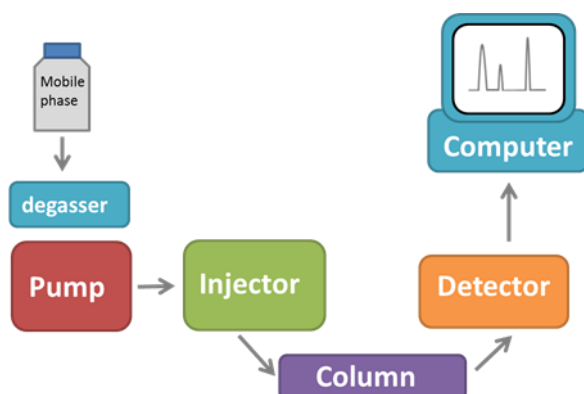 Mobile
phase
degasser
Pump
Injector
Column
Detector
Computer